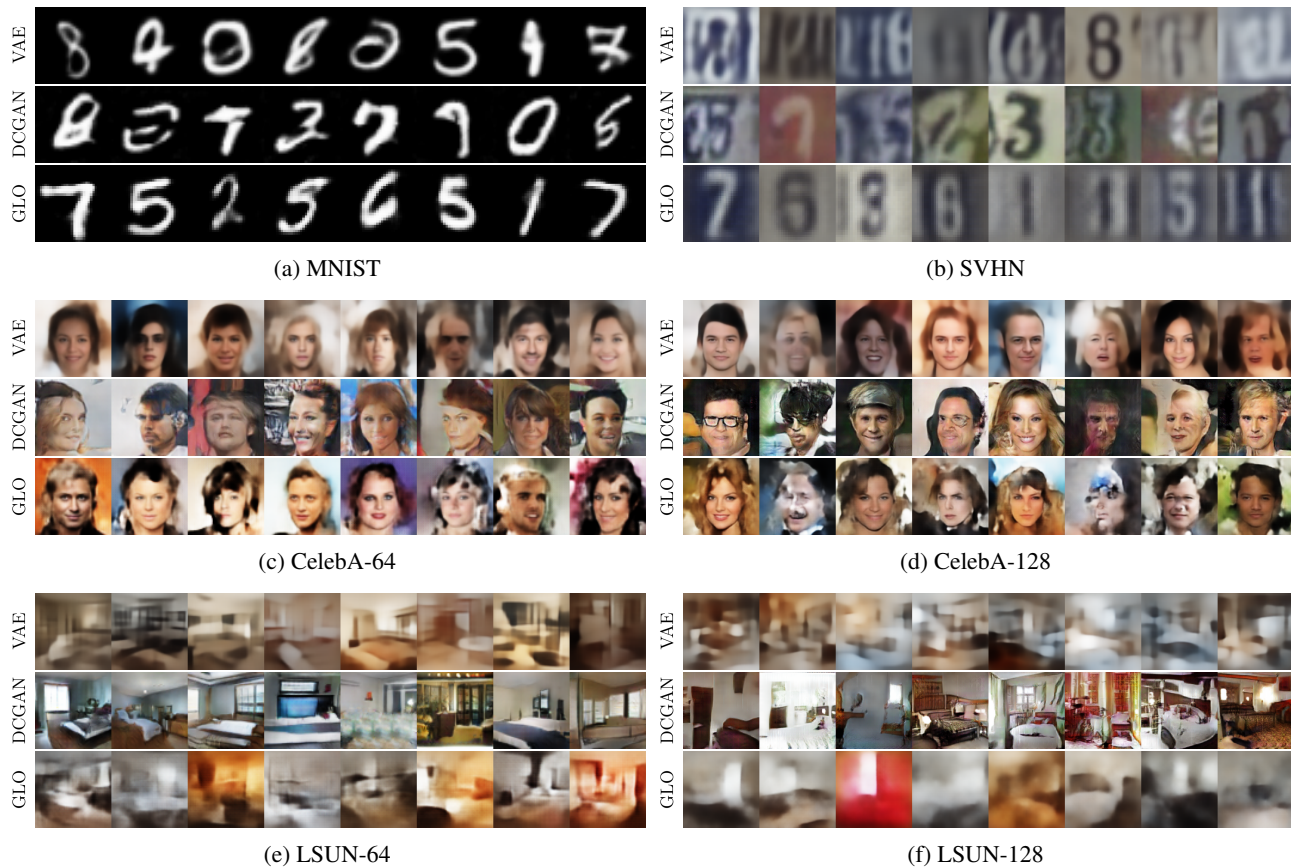 VAE
DCGAN
GLO
(a) MNIST
VAE
DCGAN
GLO
(b) SVHN
VAE
DCGAN
GLO
(c) CelebA-64
VAE
DCGAN
GLO
(d) CelebA-128
VAE
DCGAN
GLO
(e) LSUN-64
VAE
DCGAN
GLO
(f) LSUN-128